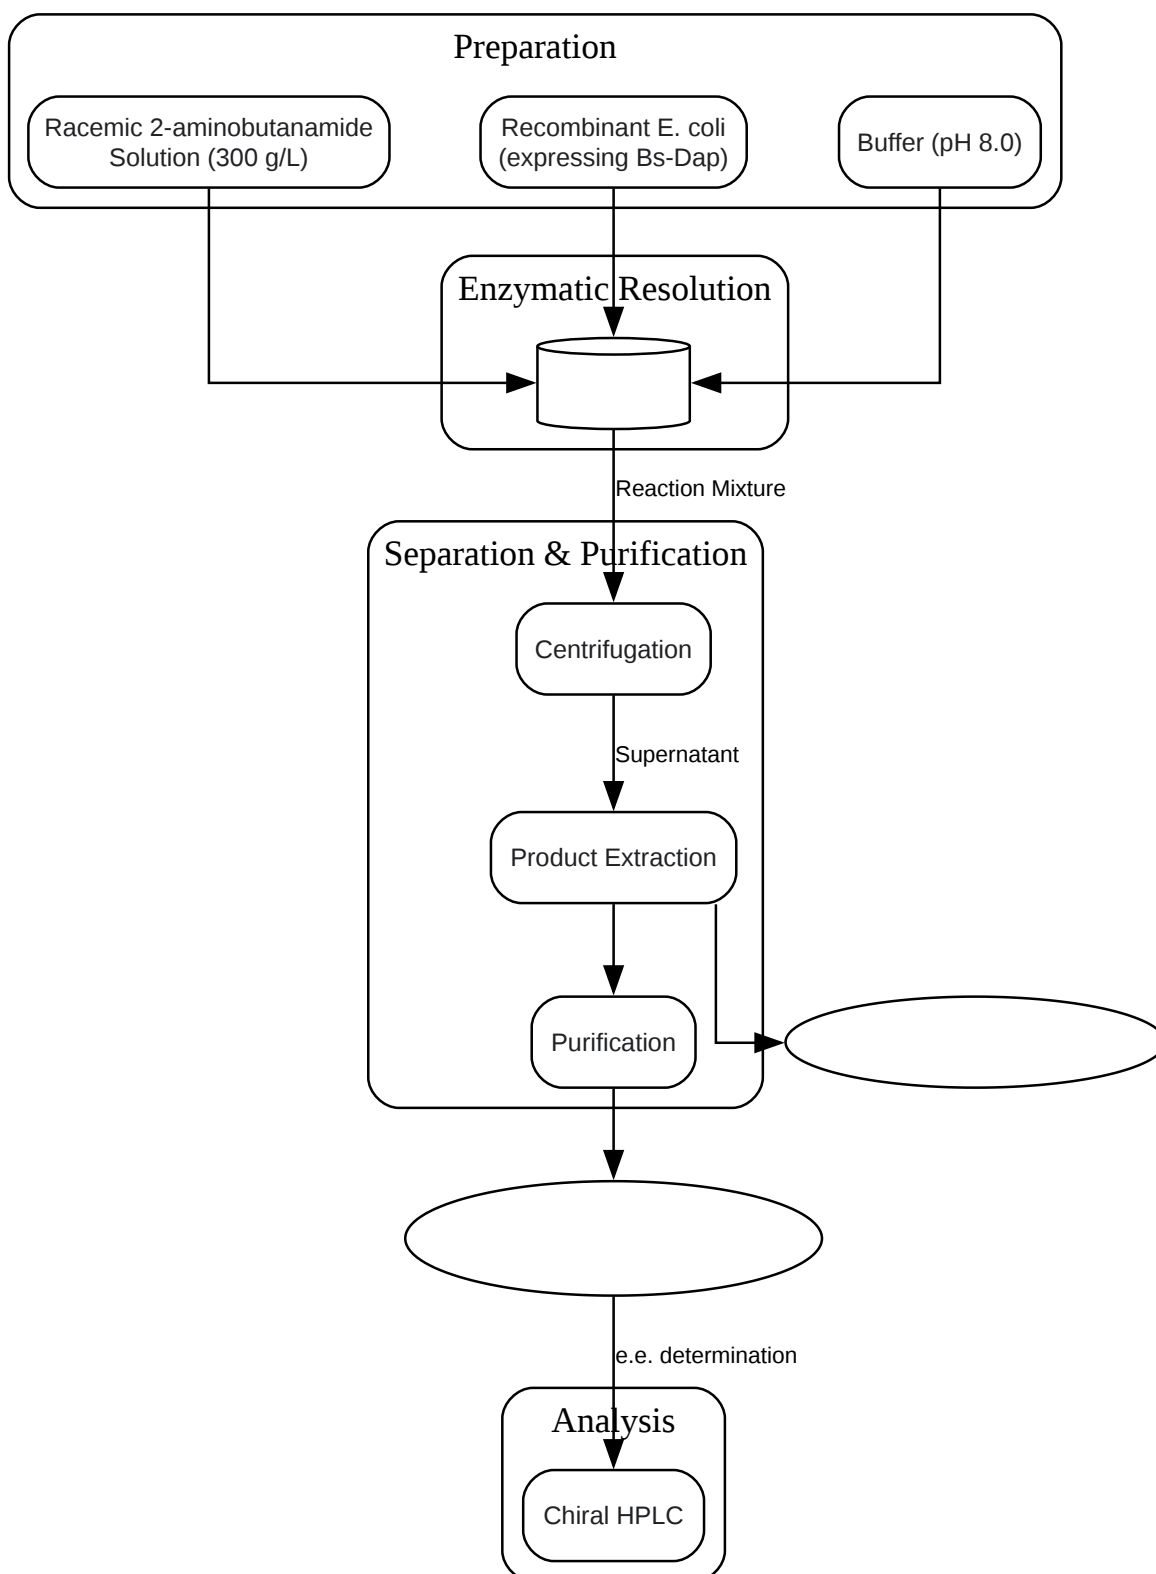 Preparation
Racemic 2-aminobutanamide
Solution (300 g/L)
Recombinant E. coli
(expressing Bs-Dap)
Buffer (pH 8.0)
Enzymatic Resolution
Reaction Mixture
Separation & Purification
Centrifugation
Supernatant
Product Extraction
Purification
e.e. determination
Analysis
Chiral HPLC